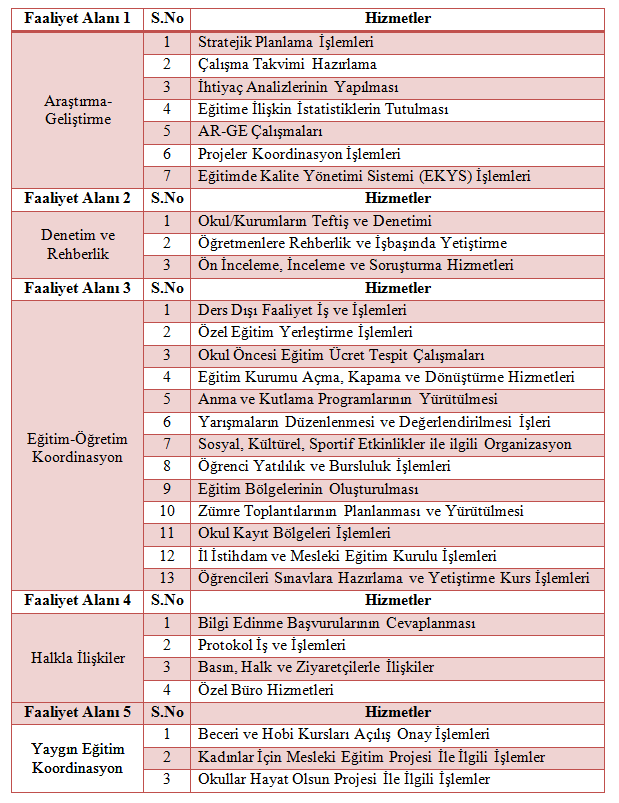 Faaliyet Alanı 1 S.No Hizmetler
Araştırma-
Geliştirme
1 Stratejik Planlama İşlemleri
2 Çalışma Takvimi Hazırlama
3 İhtiyaç Analizlerinin Yapılması
4 Eğitime İlişkin İstatistiklerin Tutulması
5 AR-GE Çalışmaları
6 Projeler Koordinasyon İşlemleri
7 Eğitimde Kalite Yönetimi Sistemi (EKYS) İşlemleri
Faaliyet Alanı 2 S.No Hizmetler
Denetim ve
Rehberlik
1 Okul/Kurumların Teftiş ve Denetimi
2 Öğretmenlere Rehberlik ve İşbaşında Yetiştirme
3 Ön İnceleme, İnceleme ve Soruşturma Hizmetleri
Faaliyet Alanı 3 S.No Hizmetler
Eğitim-Öğretim
Koordinasyon
1 Ders Dışı Faaliyet İş ve İşlemleri
2 Özel Eğitim Yerleştirme İşlemleri
3 Okul Öncesi Eğitim Ücret Tespit Çalışmaları
4 Eğitim Kurumu Açma, Kapama ve Dönüştürme Hizmetleri
5 Anma ve Kutlama Programlarının Yürütülmesi
6 Yarışmaların Düzenlenmesi ve Değerlendirilmesi İşleri
7 Sosyal, Kültürel, Sportif Etkinlikler ile ilgili Organizasyon
8 Öğrenci Yatılılık ve Bursluluk İşlemleri
9 Eğitim Bölgelerinin Oluşturulması
10 Zümre Toplantılarının Planlanması ve Yürütülmesi
11 Okul Kayıt Bölgeleri İşlemleri
12 İl İstihdam ve Mesleki Eğitim Kurulu İşlemleri
13 Öğrencileri Sınavlara Hazırlama ve Yetiştirme Kurs İşlemleri
Faaliyet Alanı 4 S.No Hizmetler
Halkla İlişkiler
1 Bilgi Edinme Başvurularının Cevaplanması
2 Protokol İş ve İşlemleri
3 Basın, Halk ve Ziyaretçilerle İlişkiler
4 Özel Büro Hizmetleri
Faaliyet Alanı 5 S.No Hizmetler
Yaygın Eğitim
Koordinasyon
1 Beceri ve Hobi Kursları Açılış Onay İşlemleri
2 Kadınlar İçin Mesleki Eğitim Projesi İle İlgili İşlemler
3 Okullar Hayat Olsun Projesi İle İlgili İşlemler